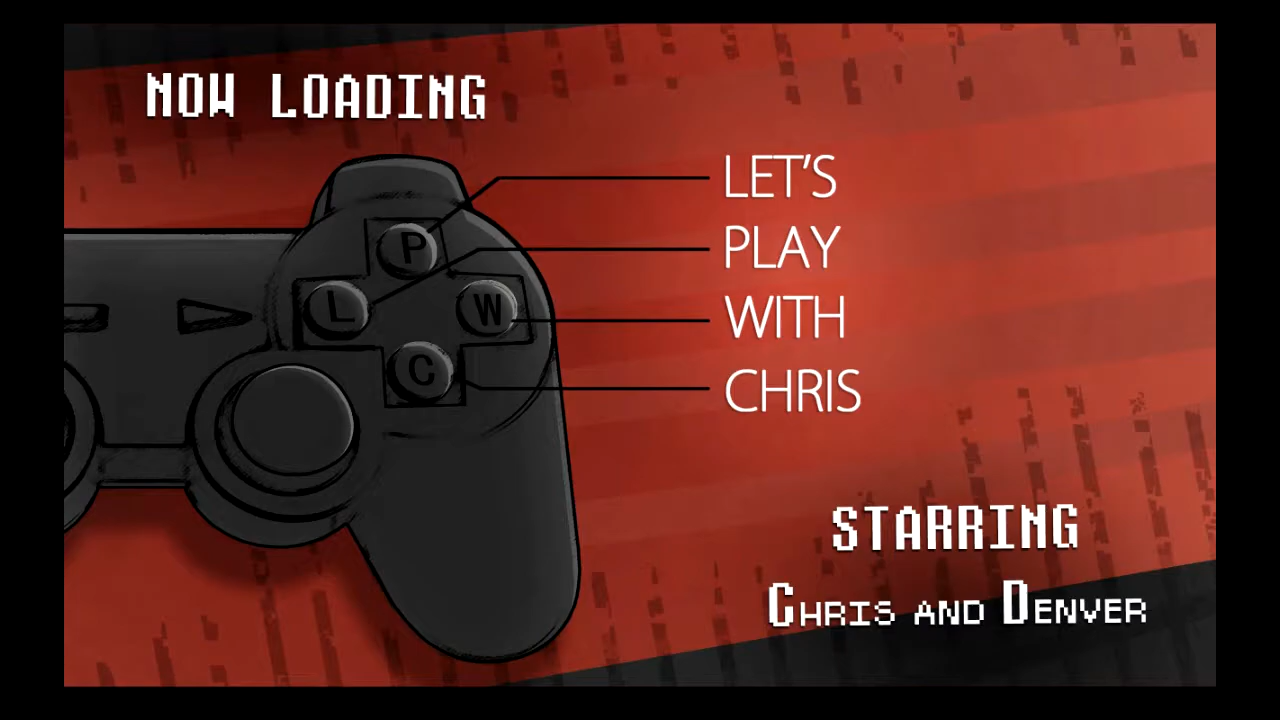 NOW LOADING
LET'S
P
PLAY
L
W
WITH
C
CHRIS
STARRING
CHRIS AND DENVER